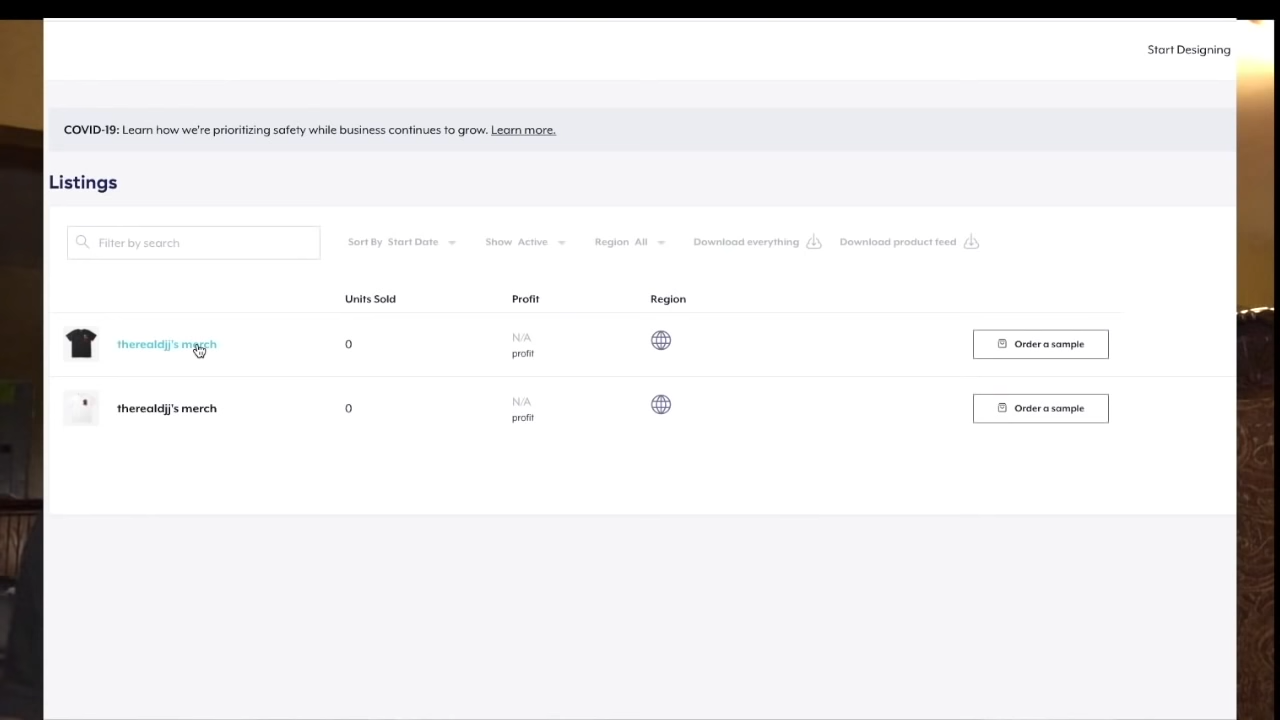 Start Designing
COVID-19: Learn how we're prioritizing safety while business continues to grow. Learn more.
Listings
Filter by search
Sort By Start Date
Show Active
Region All
Download everything
Download product feed
Units Sold
Profit
Region
therealdjj's merch
0
N/A
profit
Order a sample
therealdjj's merch
0
N/A
profit
Order a sample